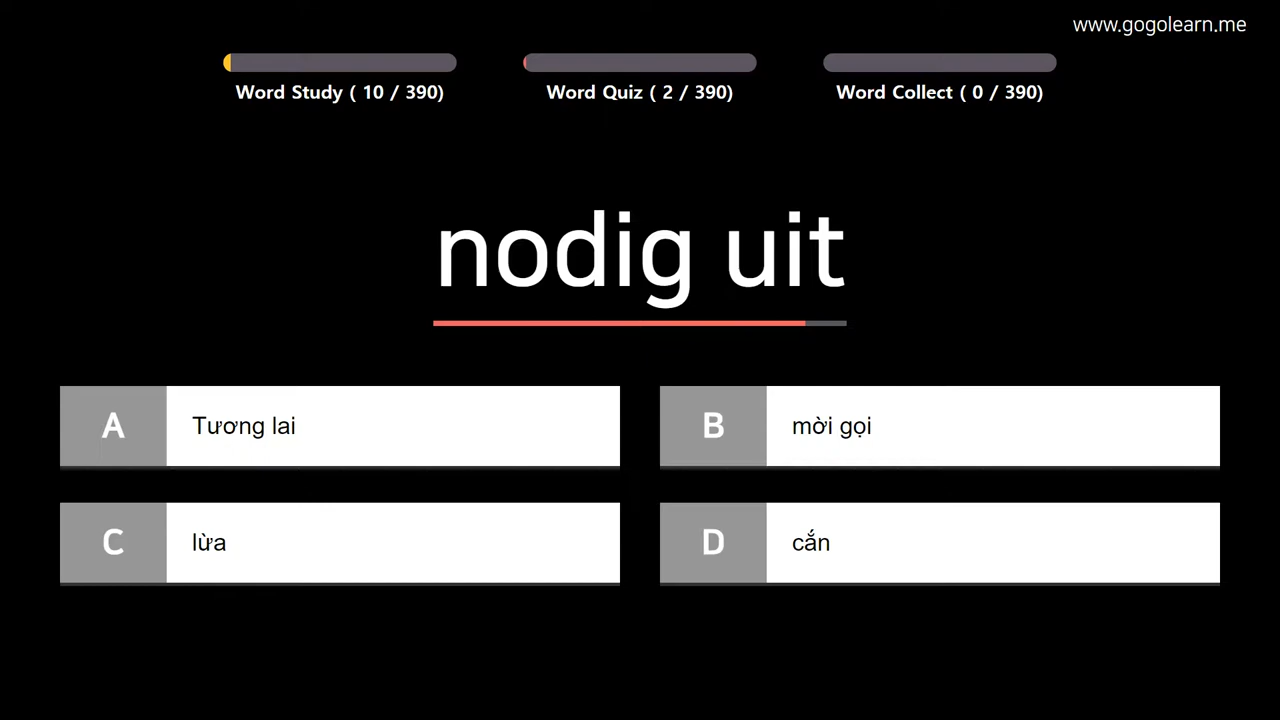 www.gogolearn.me
Word Study ( 10 / 390)
Word Quiz ( 2 / 390)
Word Collect ( 0 / 390)
nodig uit
A
Tương lai
B
mời gọi
C
lừa
D
cắn